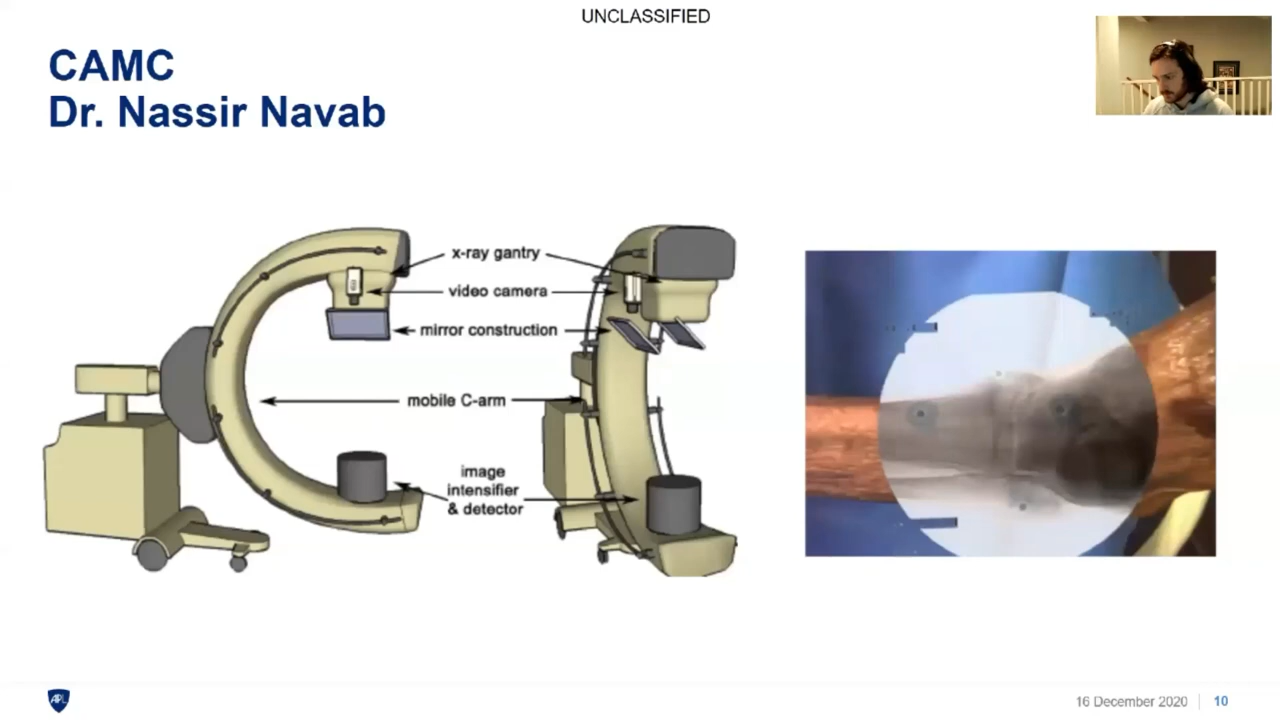 UNCLASSIFIED
CAMC
Dr. Nassir Navab
x-ray gantry
video camera
mirror construction
mobile C-arm
image
intensifier
& detector
APL
16 December 2020
10